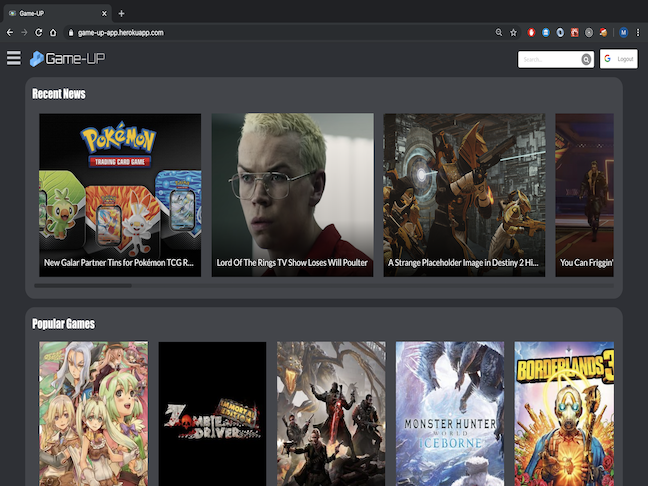 Game-UP
game-up-app.herokuapp.com
M
Game-UP
Search...
G
Logout
Recent News
POKéMON
TRADING CARD GAME
New Galar Partner Tins for Pokémon TCG R...
Lord Of The Rings TV Show Loses Will Poulter
A Strange Placeholder Image in Destiny 2 Hi...
You Can Friggin'
Popular Games
ZOMBIE
DRIVER
IMMORTAL
EDITION
MONSTER HUNTER
WORLD
ICEBORNE
BORDERLANDS 3